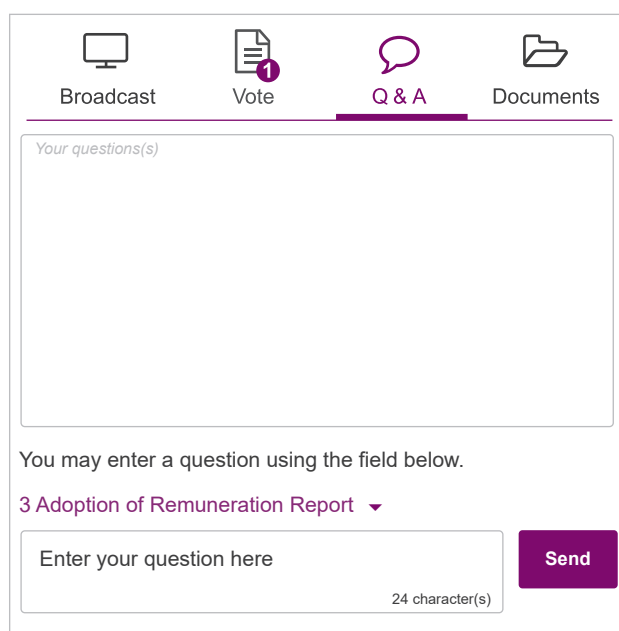 Broadcast
Vote
1
Q & A
Documents
Your questions(s)
You may enter a question using the field below.
3 Adoption of Remuneration Report
Enter your question here
24 character(s)
Send